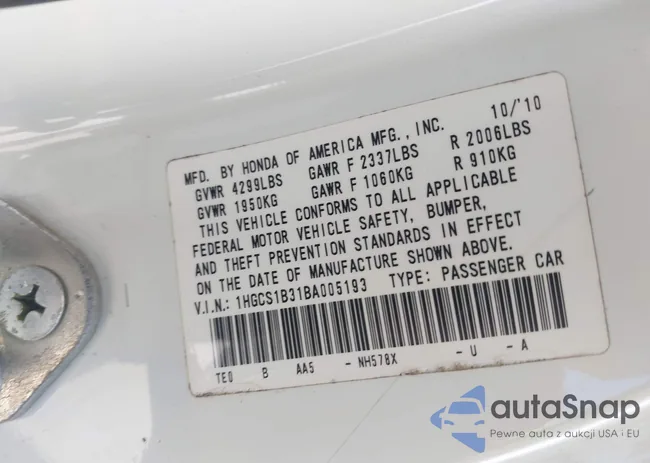 MFD. BY HONDA OF AMERICA MFG., INC. 10/'10
GVWR 4299LBS GAWR F 2337LBS R 2006LBS
GVWR 1950KG GAWR F 1060KG R 910KG
THIS VEHICLE CONFORMS TO ALL APPLICABLE
FEDERAL MOTOR VEHICLE SAFETY, BUMPER,
AND THEFT PREVENTION STANDARDS IN EFFECT
ON THE DATE OF MANUFACTURE SHOWN ABOVE.
V.I.N.: 1HGCS1B31BA005193 TYPE: PASSENGER CAR
TE0 B AA5 - NH578X - U - A
autaSnap
Pewne auta z aukcji USA i EU